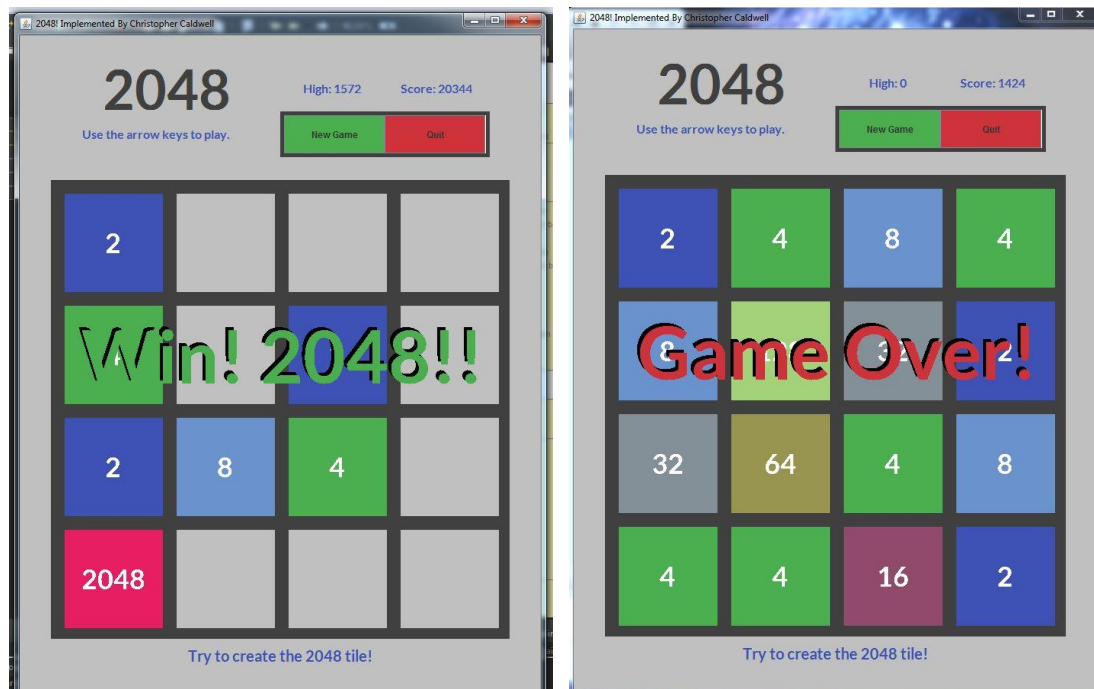 2048! Implemented By Christopher Caldwell
2048
High: 1572 Score: 20344
Use the arrow keys to play.
New Game Quit
2
Win! 2048!!
2 8 4
2048
Try to create the 2048 tile!
2048! Implemented By Christopher Caldwell
2048
High: 0 Score: 1424
Use the arrow keys to play.
New Game Quit
2 4 8 4
8 32 2
Game Over!
32 64 4 8
4 4 16 2
Try to create the 2048 tile!